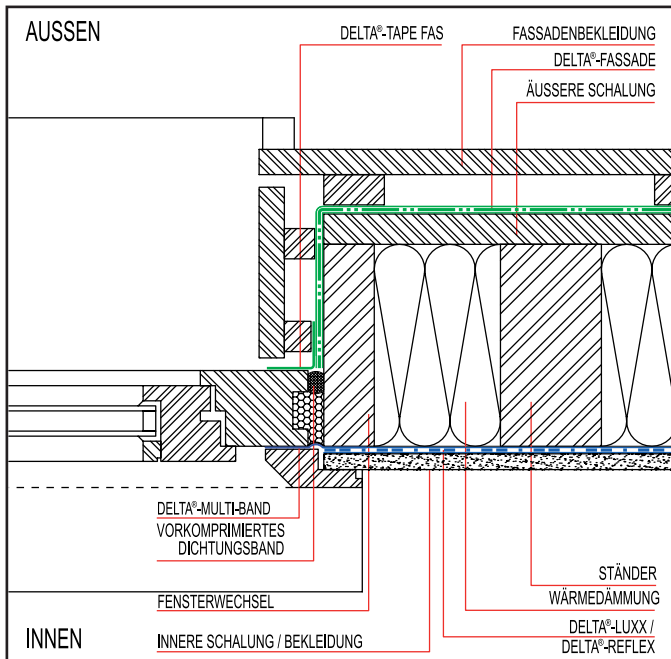 AUSSEN
DELTA®-TAPE FAS
FASSADENBEKLEIDUNG
DELTA®-FASSADE
ÄUSSERE SCHALUNG
DELTA®-MULTI-BAND
VORKOMPRIMIERTES
DICHTUNGSBAND
FENSTERWECHSEL
INNERE SCHALUNG / BEKLEIDUNG
STÄNDER
WÄRMEDÄMMUNG
DELTA®-LUXX /
DELTA®-REFLEX
INNEN